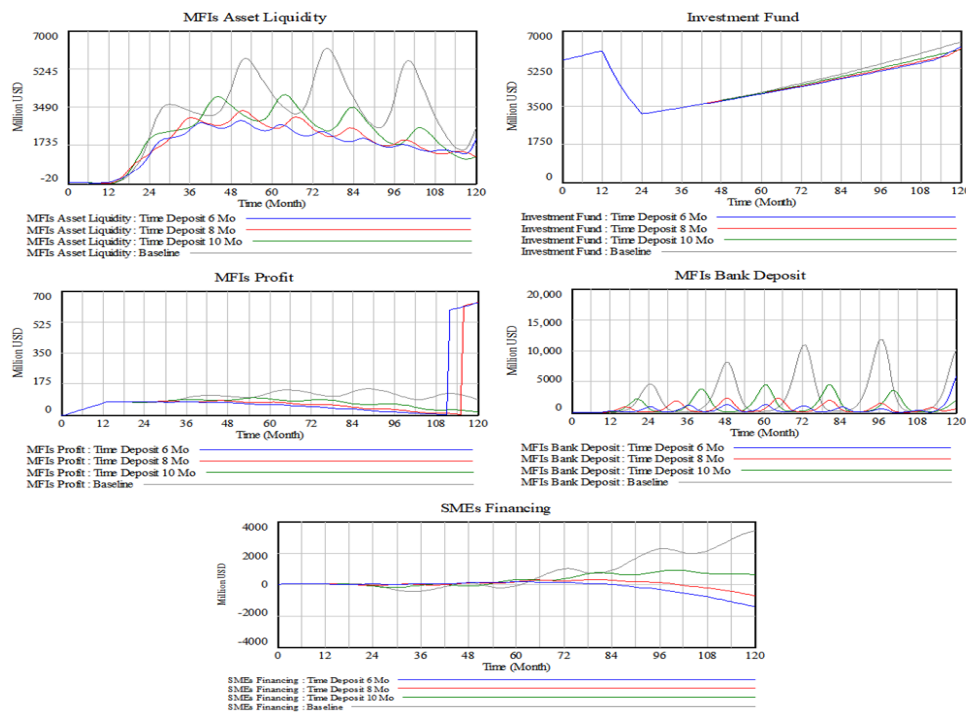 MFIs Asset Liquidity
7000
5245
3490
1735
-20
Million USD
0 12 24 36 48 60 72 84 96 108 120
Time (Month)
MFIs Asset Liquidity : Time Deposit 6 Mo
MFIs Asset Liquidity : Time Deposit 8 Mo
MFIs Asset Liquidity : Time Deposit 10 Mo
MFIs Asset Liquidity : Baseline
Investment Fund
7000
5250
3500
1750
0
Million USD
0 12 24 36 48 60 72 84 96 108 120
Time (Month)
Investment Fund : Time Deposit 6 Mo
Investment Fund : Time Deposit 8 Mo
Investment Fund : Time Deposit 10 Mo
Investment Fund : Baseline
MFIs Profit
700
525
350
175
0
Million USD
0 12 24 36 48 60 72 84 96 108 120
Time (Month)
MFIs Profit : Time Deposit 6 Mo
MFIs Profit : Time Deposit 8 Mo
MFIs Profit : Time Deposit 10 Mo
MFIs Profit : Baseline
MFIs Bank Deposit
20,000
15,000
10,000
5000
0
Million USD
0 12 24 36 48 60 72 84 96 108 120
Time (Month)
MFIs Bank Deposit : Time Deposit 6 Mo
MFIs Bank Deposit : Time Deposit 8 Mo
MFIs Bank Deposit : Time Deposit 10 Mo
MFIs Bank Deposit : Baseline
SMEs Financing
4000
2000
0
-2000
-4000
Million USD
0 12 24 36 48 60 72 84 96 108 120
Time (Month)
SMEs Financing : Time Deposit 6 Mo
SMEs Financing : Time Deposit 8 Mo
SMEs Financing : Time Deposit 10 Mo
SMEs Financing : Baseline